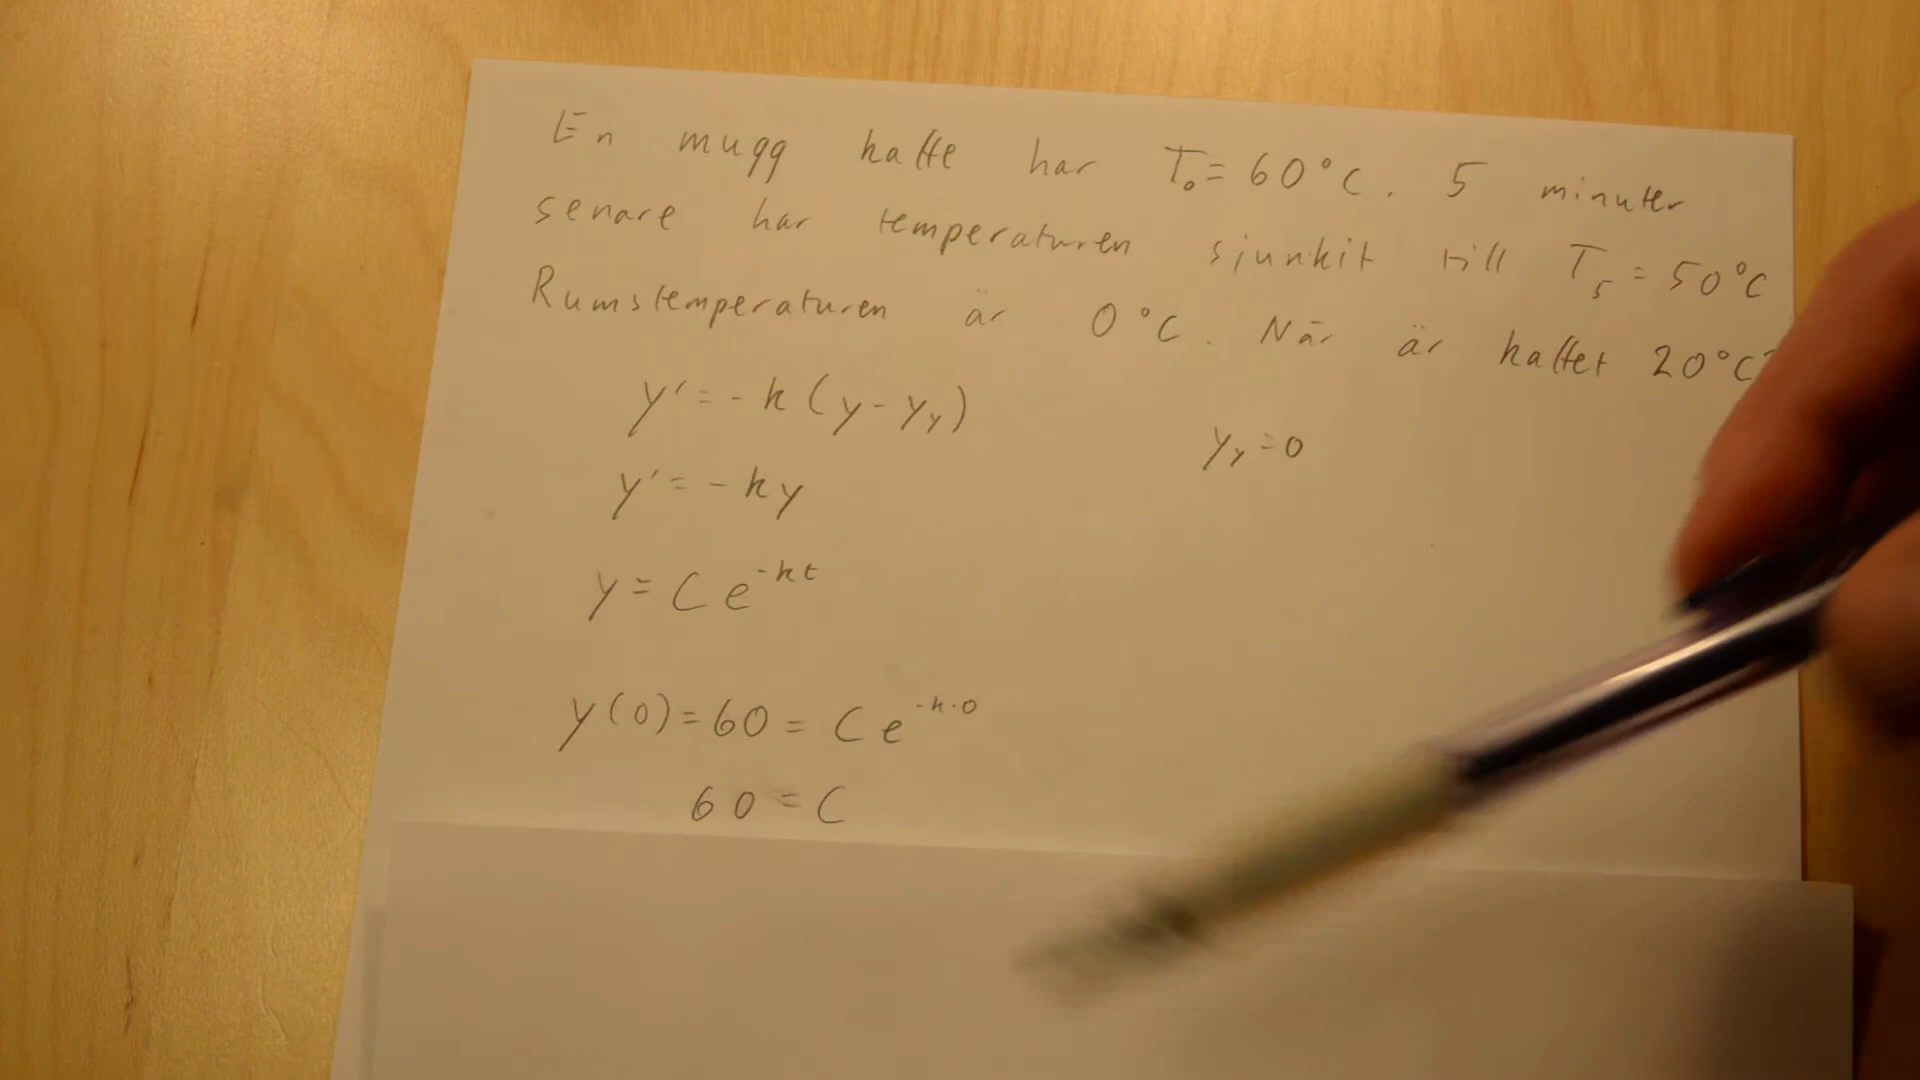 En mugg kaffe har T₀ = 60°C. 5 minuter
senare har temperaturen sjunkit till T₅ = 50°C
Rumstemperaturen är 0°C. När är kaffet 20°C?
y' = -k(y - yᵧ)
yᵧ = 0
y' = -ky
y = Ce^{-kt}
y(0) = 60 = Ce^{-k·0}
60 = C